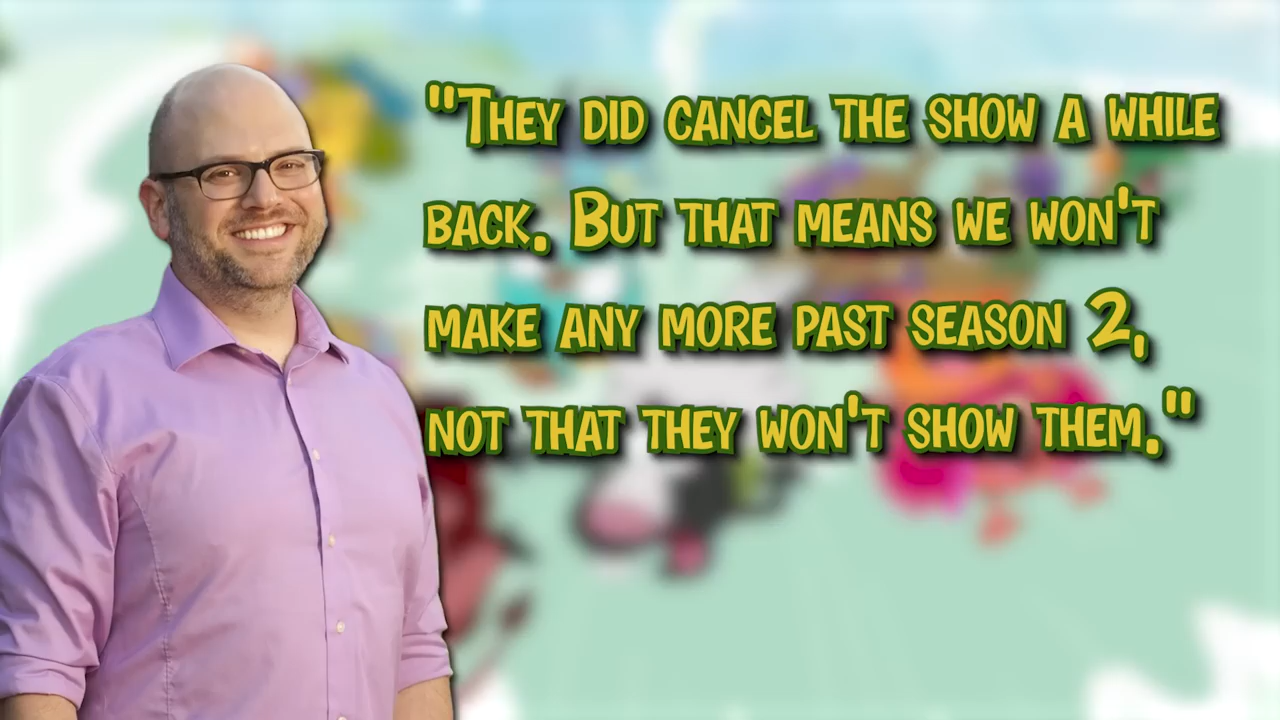 "They did cancel the show a while
back. But that means we won't
make any more past season 2,
not that they won't show them."